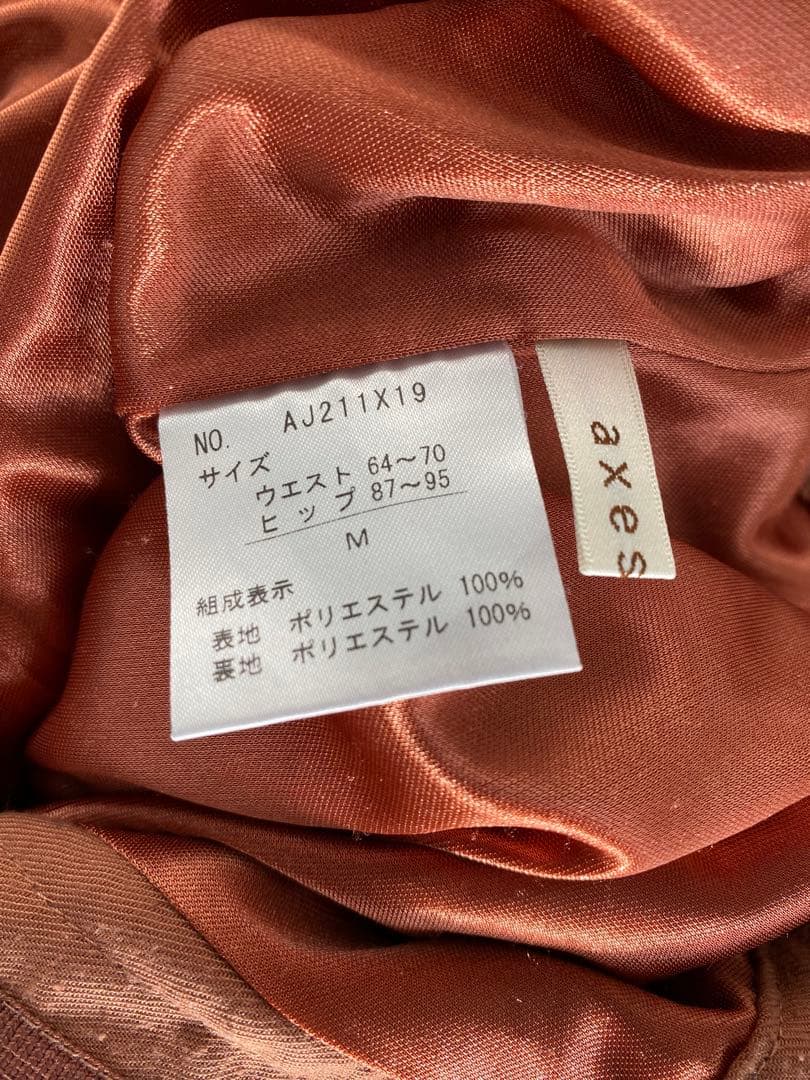 NO. AJ211X19
サイズ
ウエスト 64～70
ヒップ 87～95
M
組成表示
表地 ポリエステル 100%
裏地 ポリエステル 100%
axes